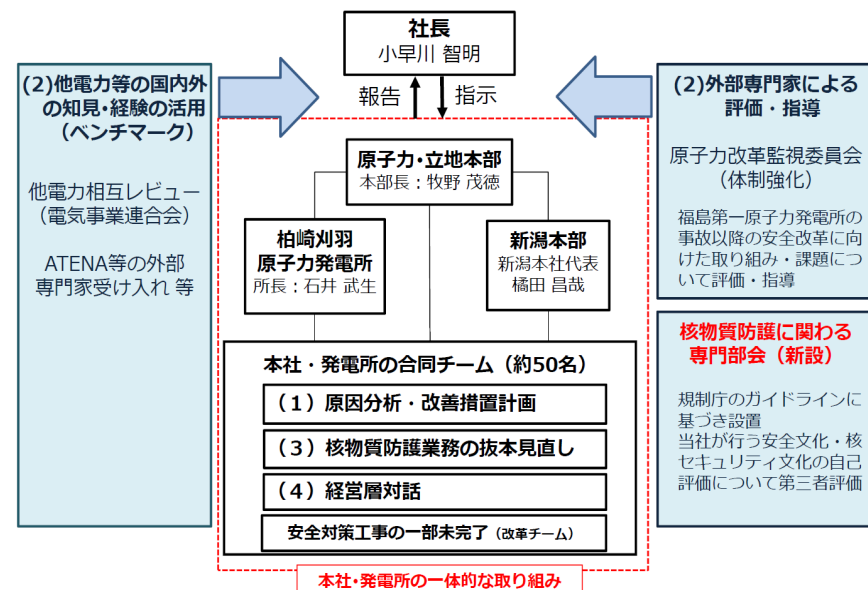 社長
小早川 智明
報告
指示
(2)他電力等の国内外
の知見・経験の活用
(ベンチマーク)
他電力相互レビュー
(電気事業連合会)
ATENA等の外部
専門家受け入れ 等
原子力・立地本部
本部長：牧野 茂徳
柏崎刈羽
原子力発電所
所長：石井 武生
新潟本部
新潟本社代表
橘田 昌哉
本社・発電所の合同チーム（約50名）
（１）原因分析・改善措置計画
（３）核物質防護業務の抜本見直し
（４）経営層対話
安全対策工事の一部未完了（改革チーム）
本社・発電所の一体的な取り組み
(2)外部専門家による
評価・指導
原子力改革監視委員会
（体制強化）
福島第一原子力発電所の
事故以降の安全改革に向
けた取り組み・課題につ
いて評価・指導
核物質防護に関わる
専門部会（新設）
規制庁のガイドラインに
基づき設置
当社が行う安全文化・核
セキュリティ文化の自己
評価について第三者評価